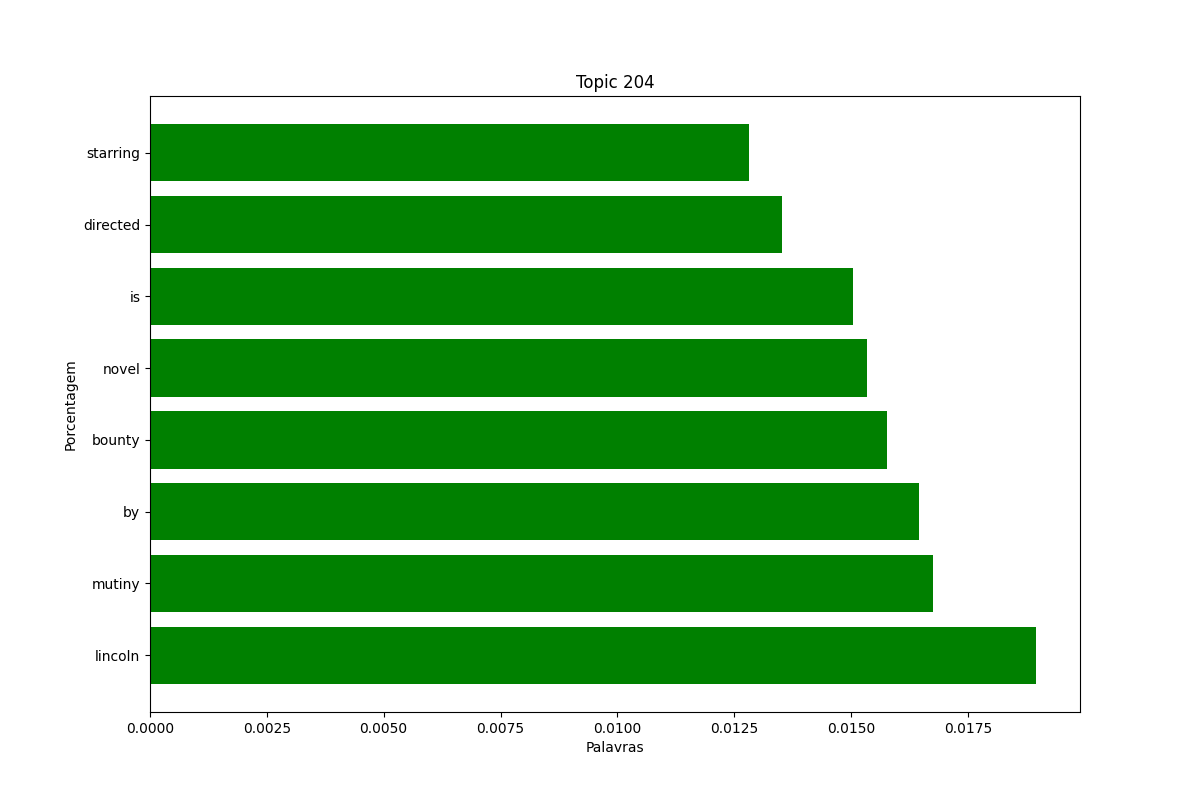 Topic 204
starring
directed
is
novel
bounty
by
mutiny
lincoln
Porcentagem
0.0000 0.0025 0.0050 0.0075 0.0100 0.0125 0.0150 0.0175
Palavras